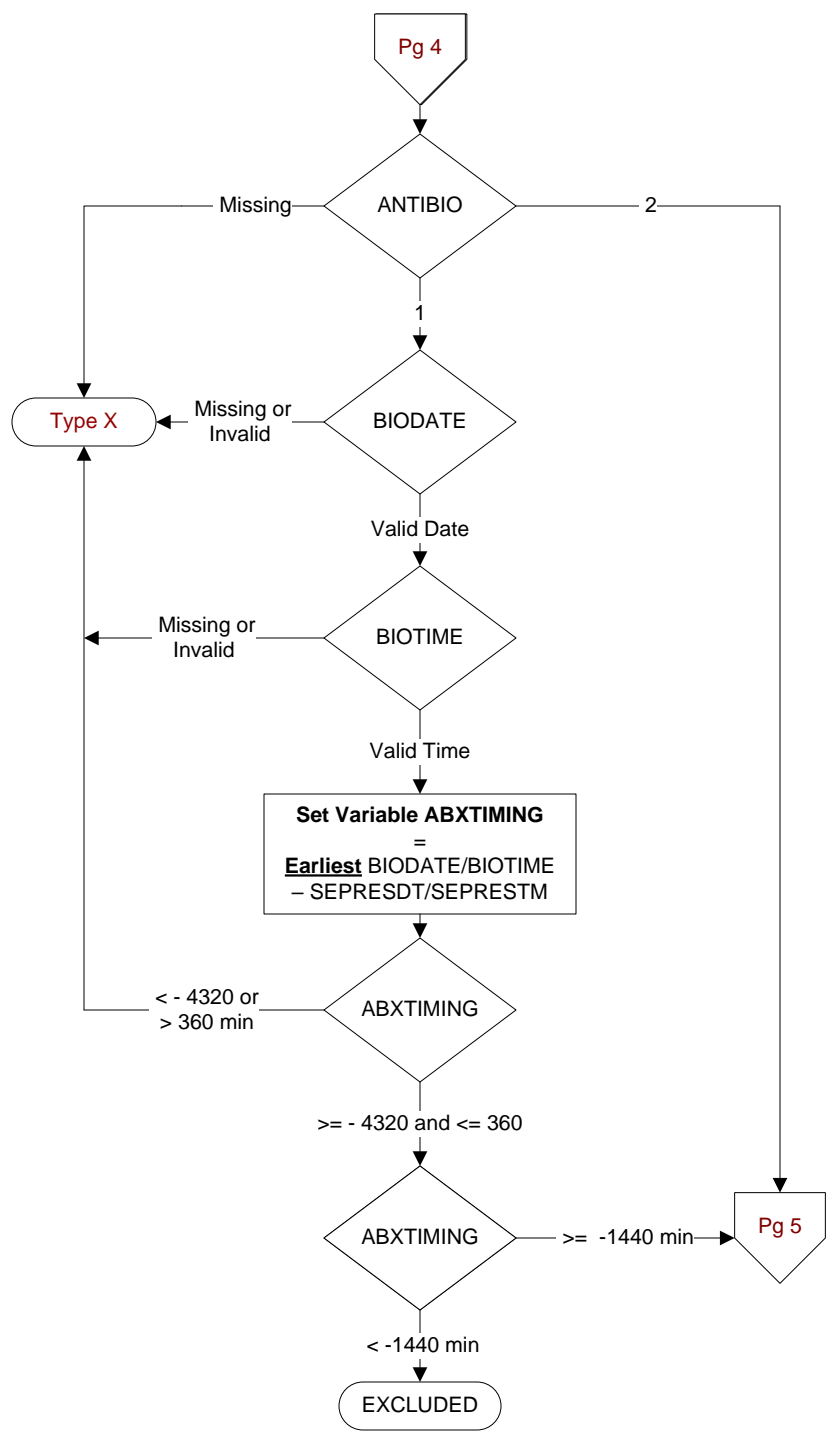 Pg 4
ANTIBIO
Missing
2
1
BIODATE
Missing or
Invalid
Type X
Valid Date
BIOTIME
Missing or
Invalid
Valid Time
Set Variable ABXTIMING
=
Earliest BIODATE/BIOTIME
– SEPRESDT/SEPRESTM
ABXTIMING
< - 4320 or
> 360 min
>= - 4320 and <= 360
ABXTIMING
>= -1440 min
Pg 5
< -1440 min
EXCLUDED